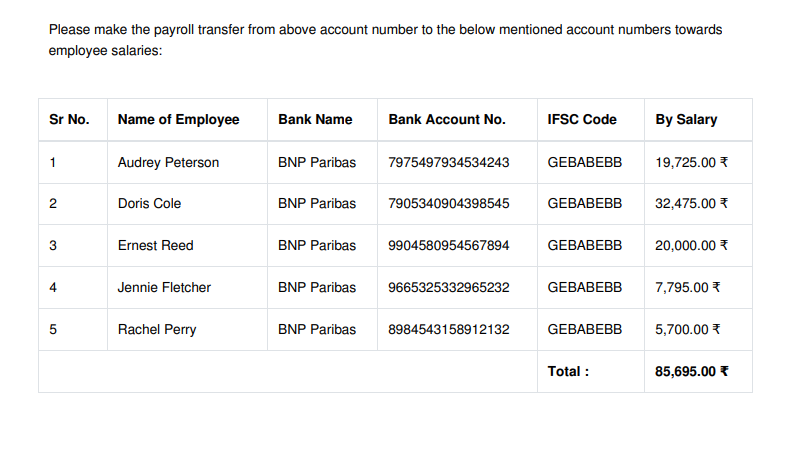 Please make the payroll transfer from above account number to the below mentioned account numbers towards
employee salaries:
Sr No. Name of Employee Bank Name Bank Account No. IFSC Code By Salary
1 Audrey Peterson BNP Paribas 7975497934534243 GEBABEBB 19,725.00 ₹
2 Doris Cole BNP Paribas 7905340904398545 GEBABEBB 32,475.00 ₹
3 Ernest Reed BNP Paribas 9904580954567894 GEBABEBB 20,000.00 ₹
4 Jennie Fletcher BNP Paribas 9665325332965232 GEBABEBB 7,795.00 ₹
5 Rachel Perry BNP Paribas 8984543158912132 GEBABEBB 5,700.00 ₹
Total : 85,695.00 ₹